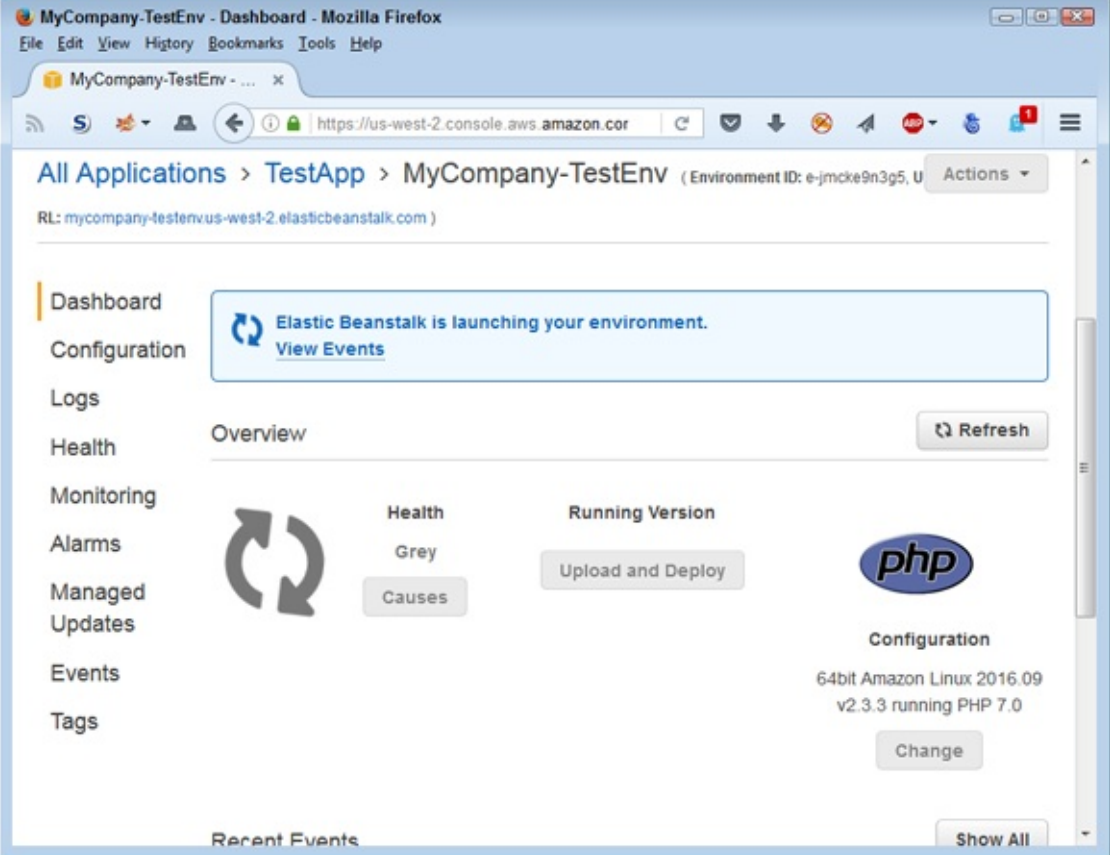 MyCompany-TestEnv - Dashboard - Mozilla Firefox
File Edit View History Bookmarks Tools Help
MyCompany-TestEnv - ... ×
S ABP 1
https://us-west-2.console.aws.amazon.cor
All Applications > TestApp > MyCompany-TestEnv ( Environment ID: e-jmcke9n3g5, U Actions
RL: mycompany-testenv.us-west-2.elasticbeanstalk.com )
Dashboard
Configuration
Logs
Health
Monitoring
Alarms
Managed
Updates
Events
Tags
Elastic Beanstalk is launching your environment.
View Events
Overview
Refresh
Health
Grey
Causes
Running Version
Upload and Deploy
php
Configuration
64bit Amazon Linux 2016.09
v2.3.3 running PHP 7.0
Change
Recent Events
Show All